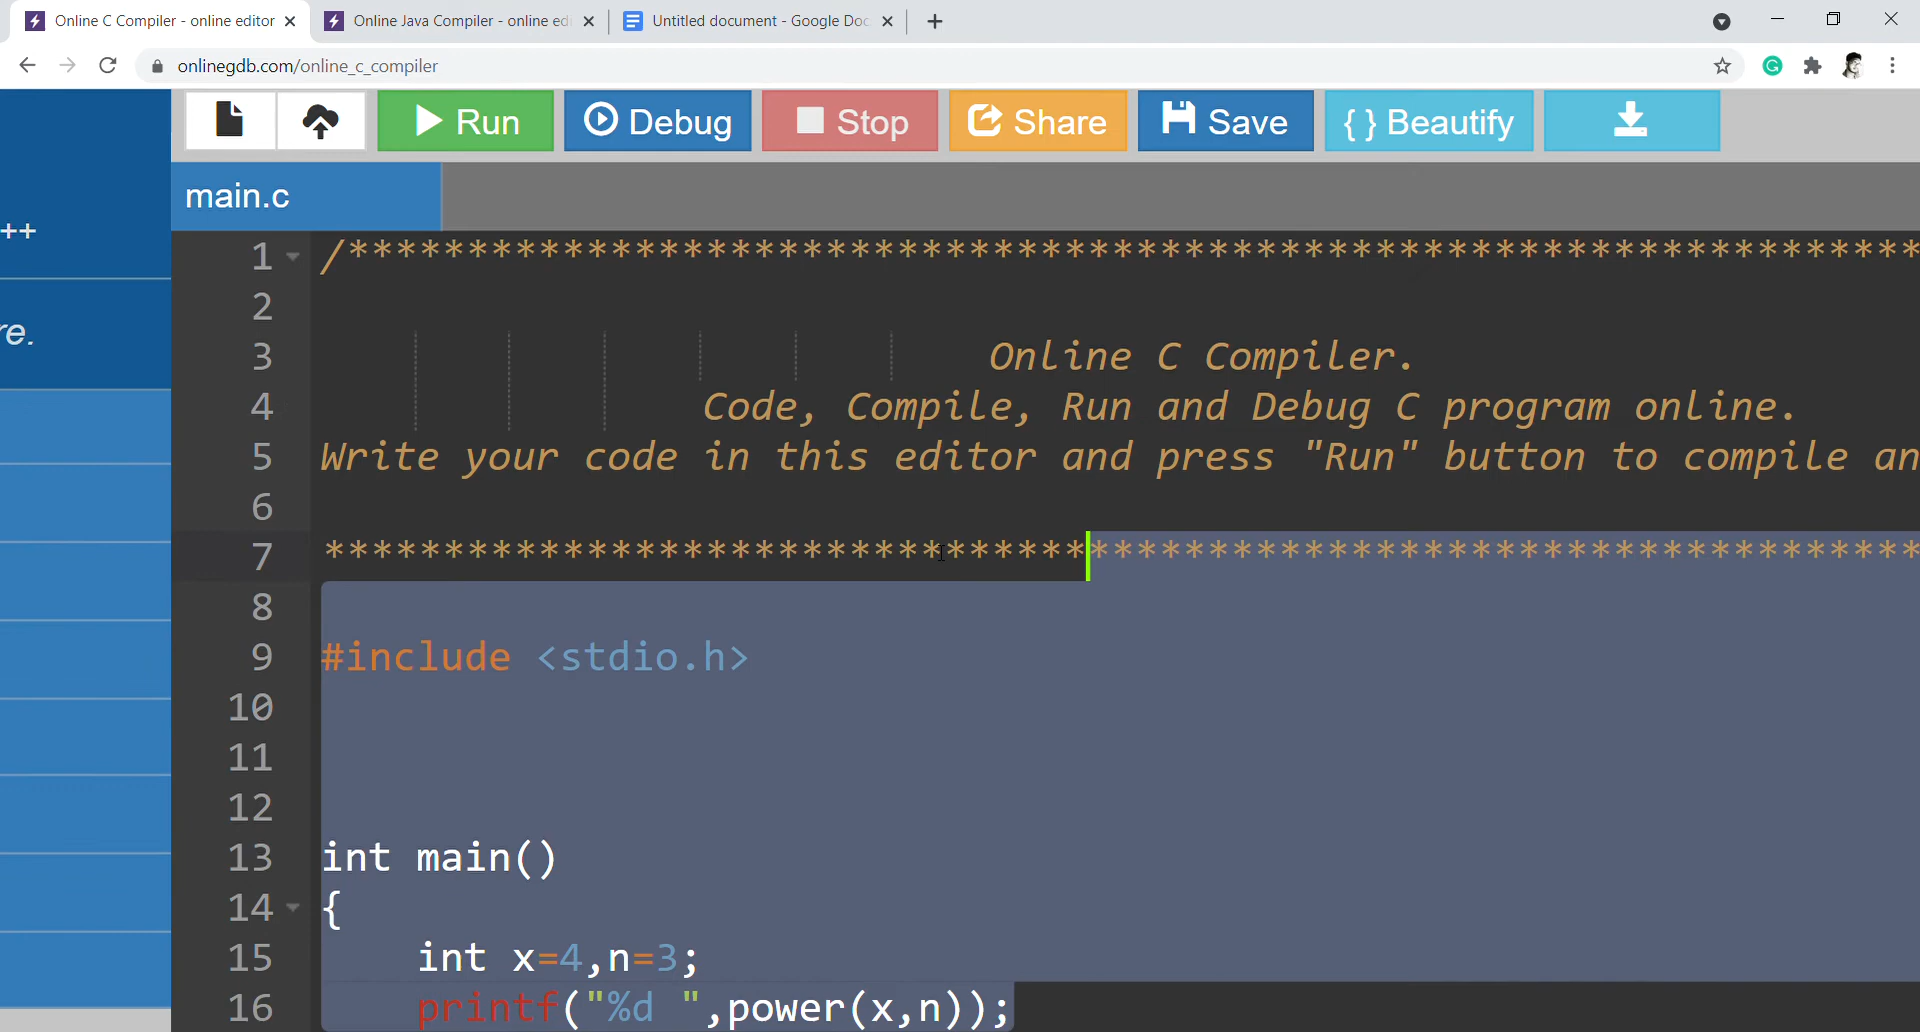 Online C Compiler - online editor
Online Java Compiler - online edi
Untitled document - Google Doc
onlinegdb.com/online_c_compiler
Run
Debug
Stop
Share
Save
{ } Beautify
main.c
++
re.
1 /******************************************************************
2
3 Online C Compiler.
4 Code, Compile, Run and Debug C program online.
5 Write your code in this editor and press "Run" button to compile an
6
7 *******************************************************************
8
9 #include <stdio.h>
10
11
12
13 int main()
14 {
15 int x=4,n=3;
16 printf("%d ",power(x,n));